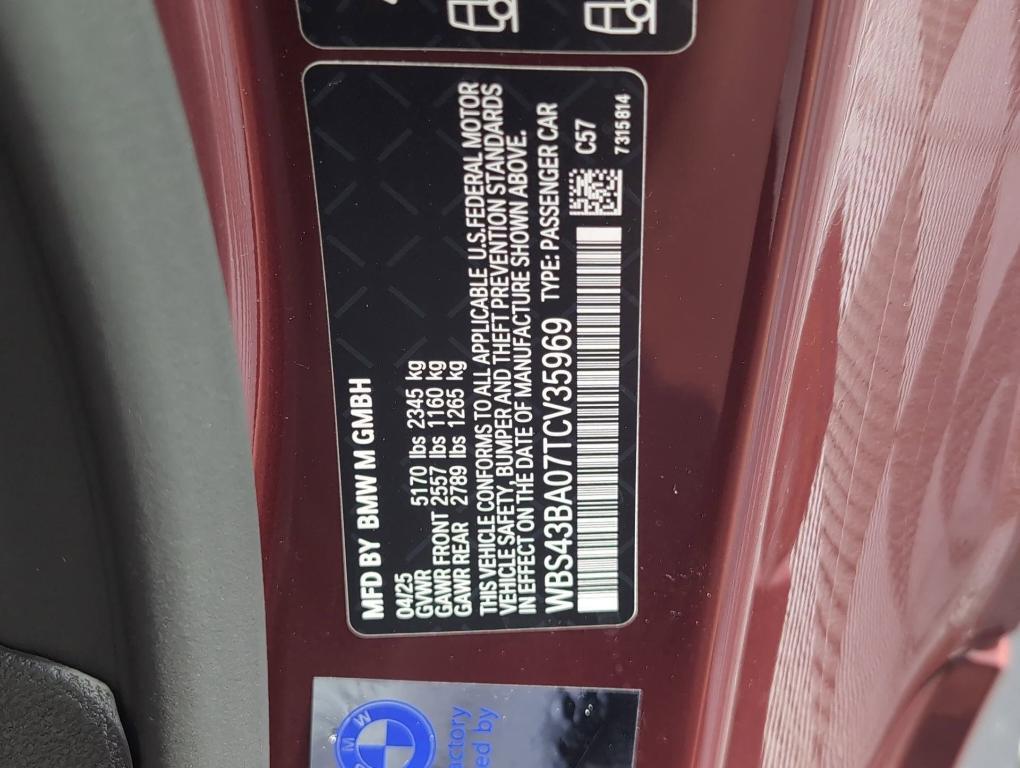 MFD BY BMW M GMBH
04/25
GVWR 5170 lbs 2345 kg
GAWR FRONT 2557 lbs 1160 kg
GAWR REAR 2789 lbs 1265 kg
THIS VEHICLE CONFORMS TO ALL APPLICABLE U.S.FEDERAL MOTOR
VEHICLE SAFETY, BUMPER AND THEFT PREVENTION STANDARDS
IN EFFECT ON THE DATE OF MANUFACTURE SHOWN ABOVE.
WBS43BA07TCV35969 TYPE: PASSENGER CAR
C57
7315814
BMW